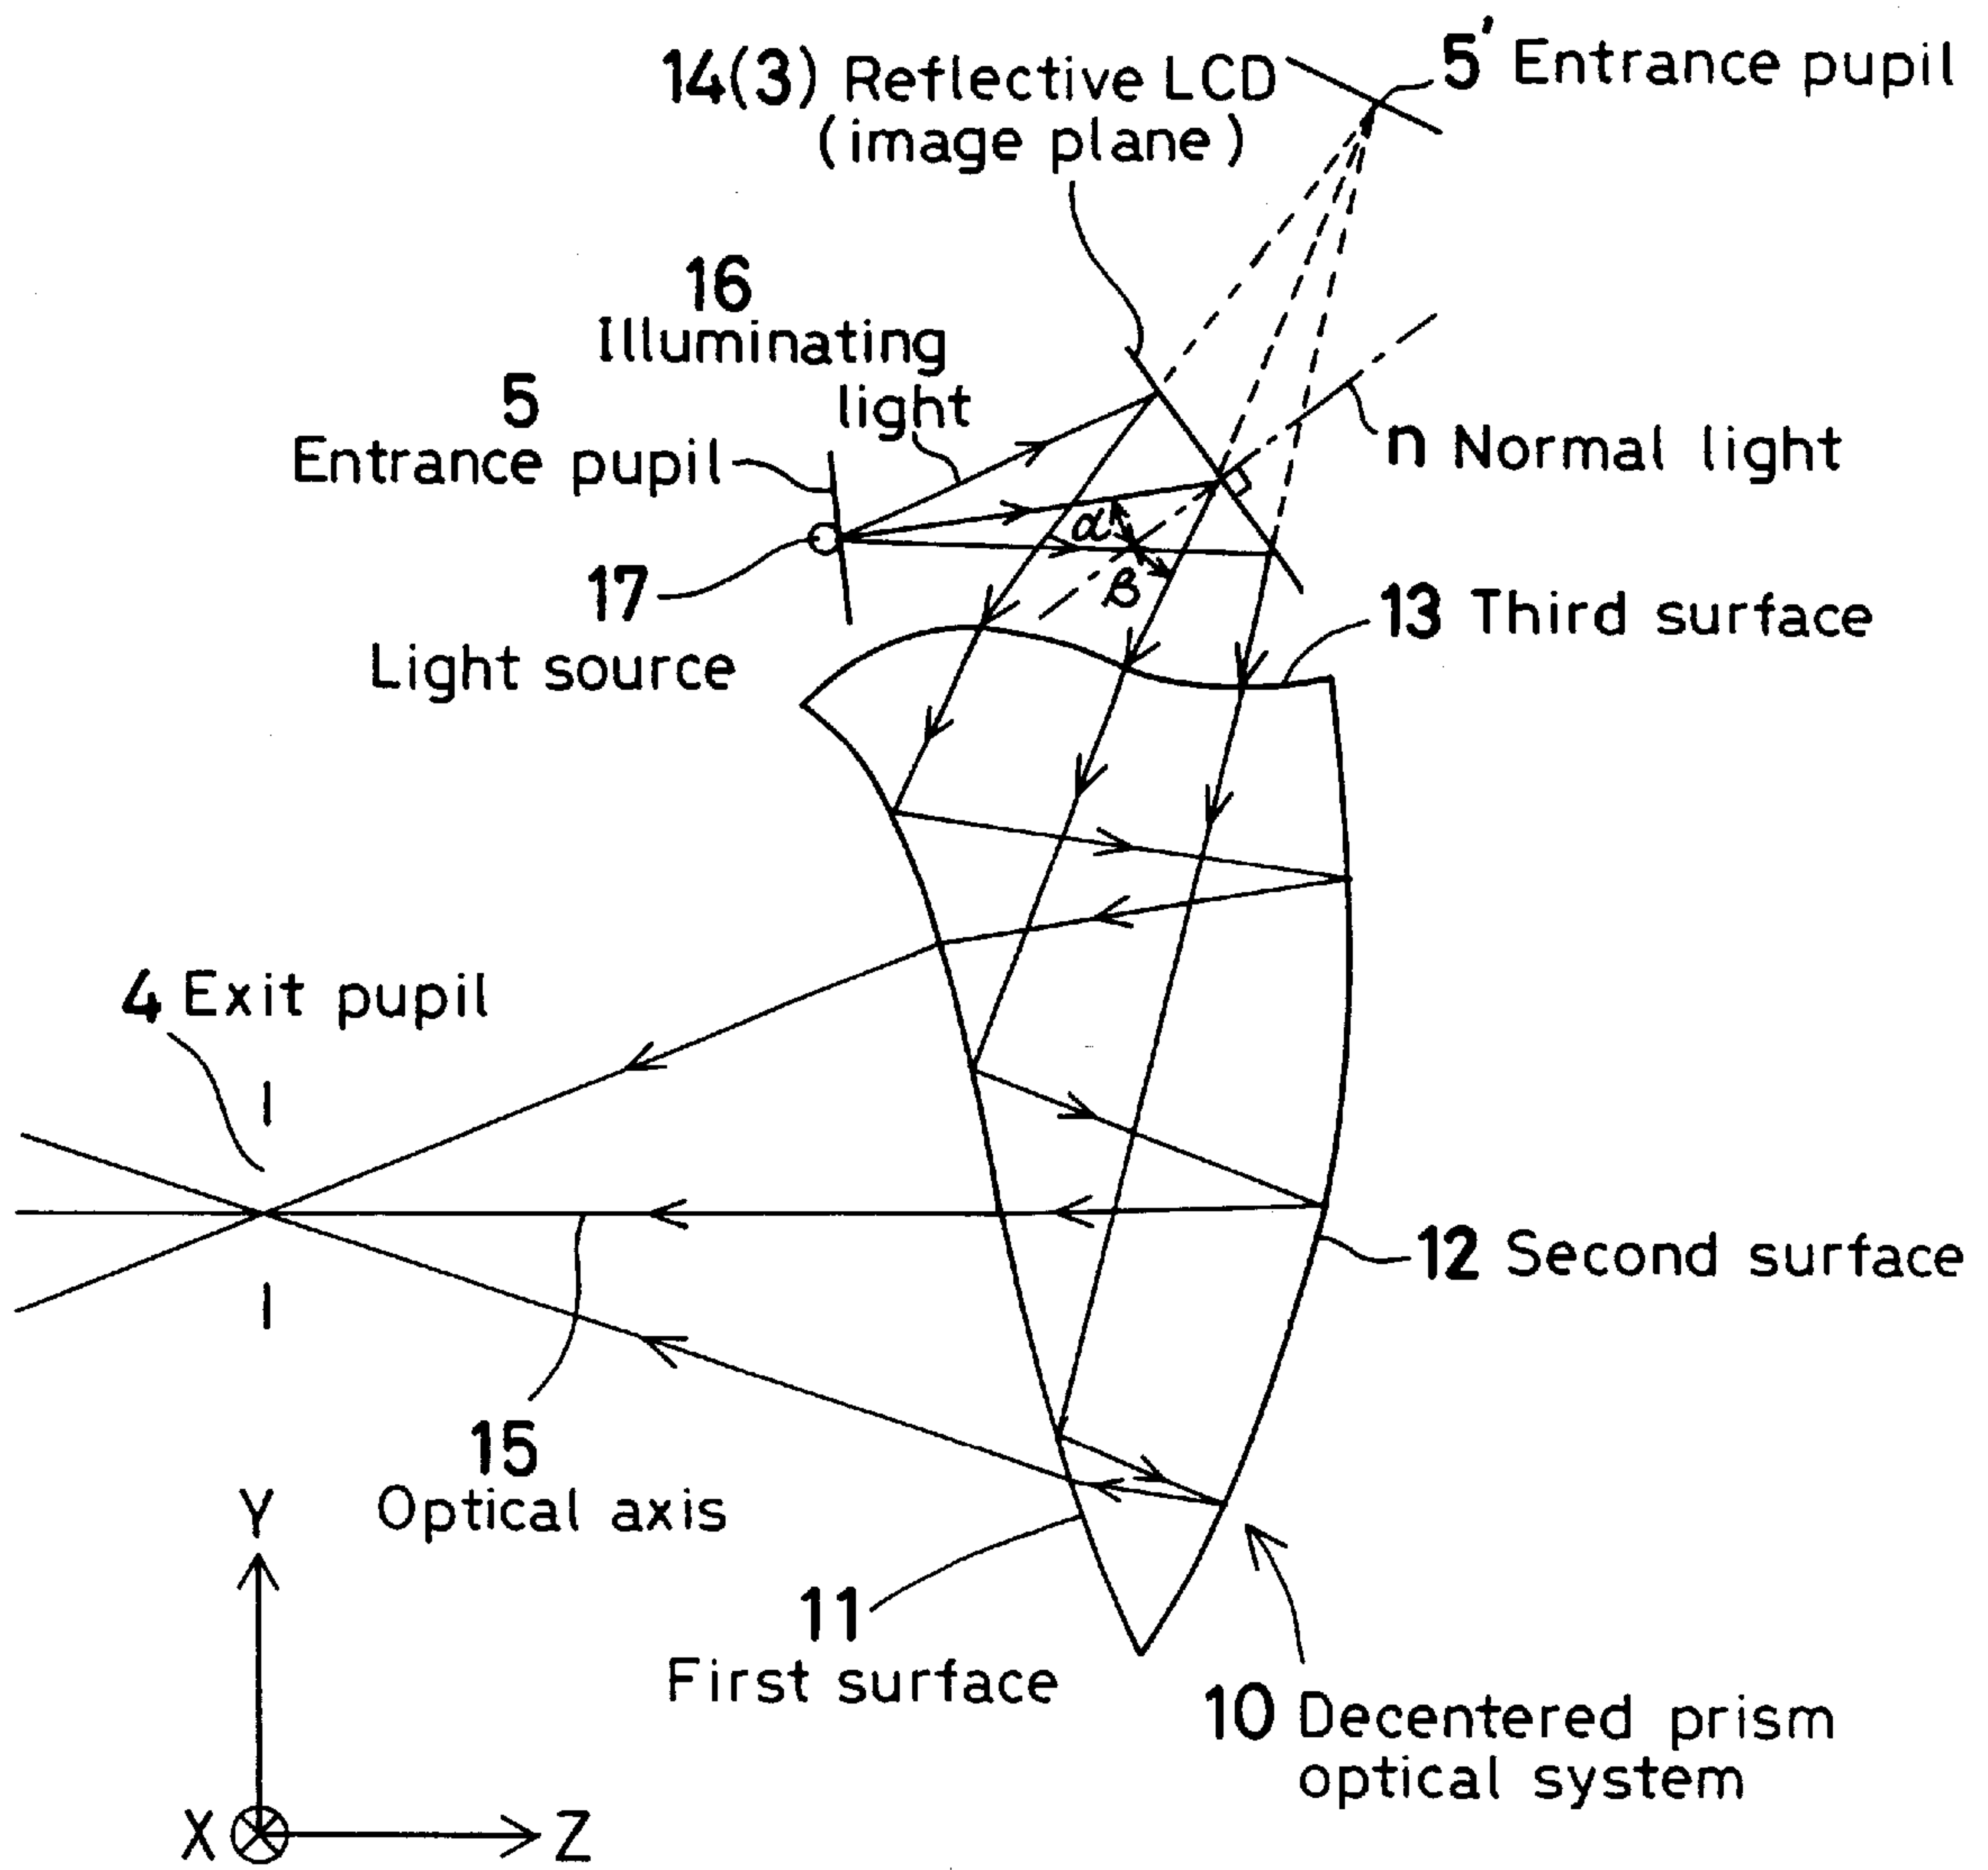 5' Entrance pupil
14(3) Reflective LCD
(image plane)
16
Illuminating
light
5
Entrance pupil
n Normal light
α
β
17
Light source
13 Third surface
4 Exit pupil
12 Second surface
15
Optical axis
Y
11
First surface
10 Decentered prism
optical system
X
Z